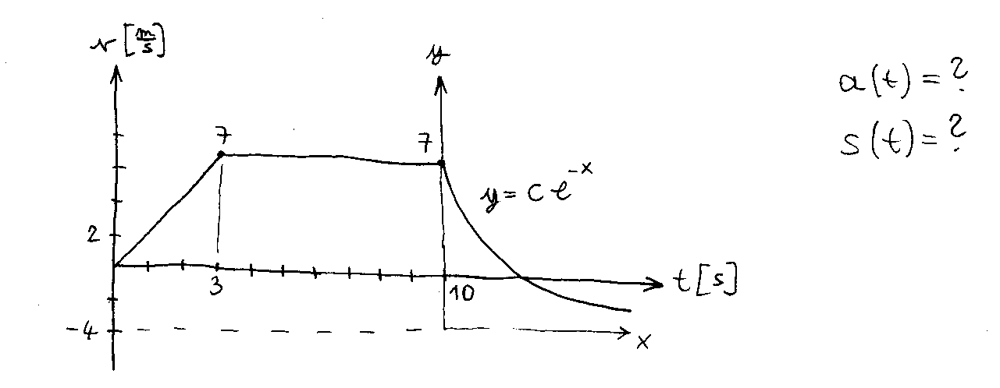 v [m/s]
y
a(t) = ?
s(t) = ?
7
7
y = C e^{-x}
2
3
10
t [s]
-4
x